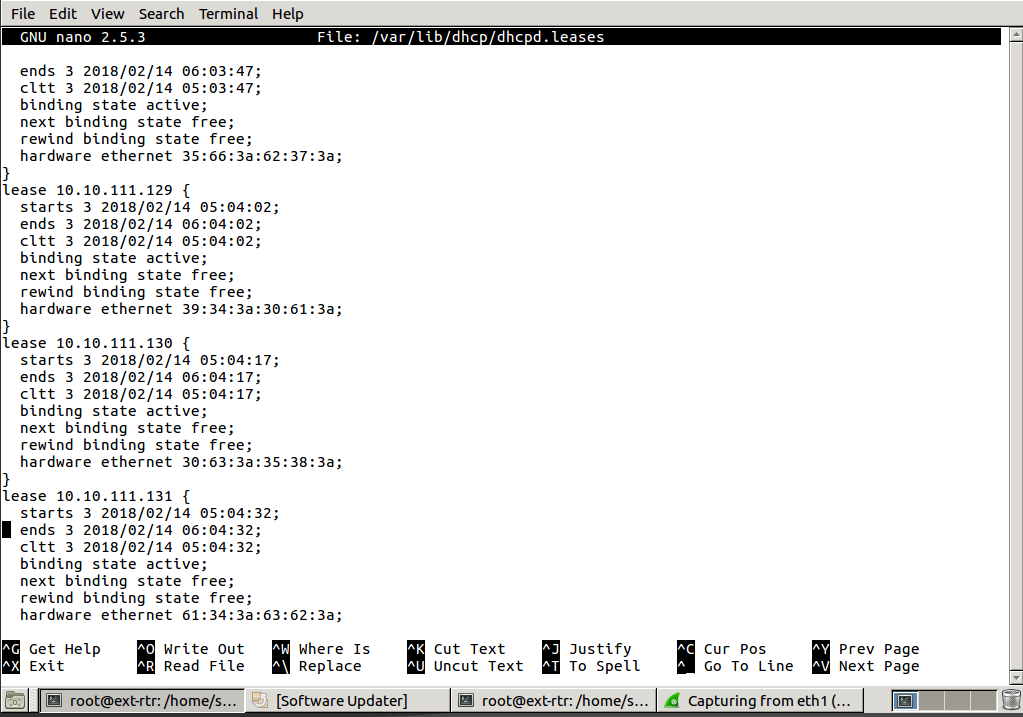 File Edit View Search Terminal Help
GNU nano 2.5.3 File: /var/lib/dhcp/dhcpd.leases
ends 3 2018/02/14 06:03:47;
cltt 3 2018/02/14 05:03:47;
binding state active;
next binding state free;
rewind binding state free;
hardware ethernet 35:66:3a:62:37:3a;
}
lease 10.10.111.129 {
starts 3 2018/02/14 05:04:02;
ends 3 2018/02/14 06:04:02;
cltt 3 2018/02/14 05:04:02;
binding state active;
next binding state free;
rewind binding state free;
hardware ethernet 39:34:3a:30:61:3a;
}
lease 10.10.111.130 {
starts 3 2018/02/14 05:04:17;
ends 3 2018/02/14 06:04:17;
cltt 3 2018/02/14 05:04:17;
binding state active;
next binding state free;
rewind binding state free;
hardware ethernet 30:63:3a:35:38:3a;
}
lease 10.10.111.131 {
starts 3 2018/02/14 05:04:32;
ends 3 2018/02/14 06:04:32;
cltt 3 2018/02/14 05:04:32;
binding state active;
next binding state free;
rewind binding state free;
hardware ethernet 61:34:3a:63:62:3a;
^G Get Help ^O Write Out ^W Where Is ^K Cut Text ^J Justify ^C Cur Pos ^Y Prev Page
^X Exit ^R Read File ^\ Replace ^U Uncut Text ^T To Spell ^_ Go To Line ^V Next Page
root@ext-rtr: /home/s... [Software Updater] root@ext-rtr: /home/s... Capturing from eth1 (...